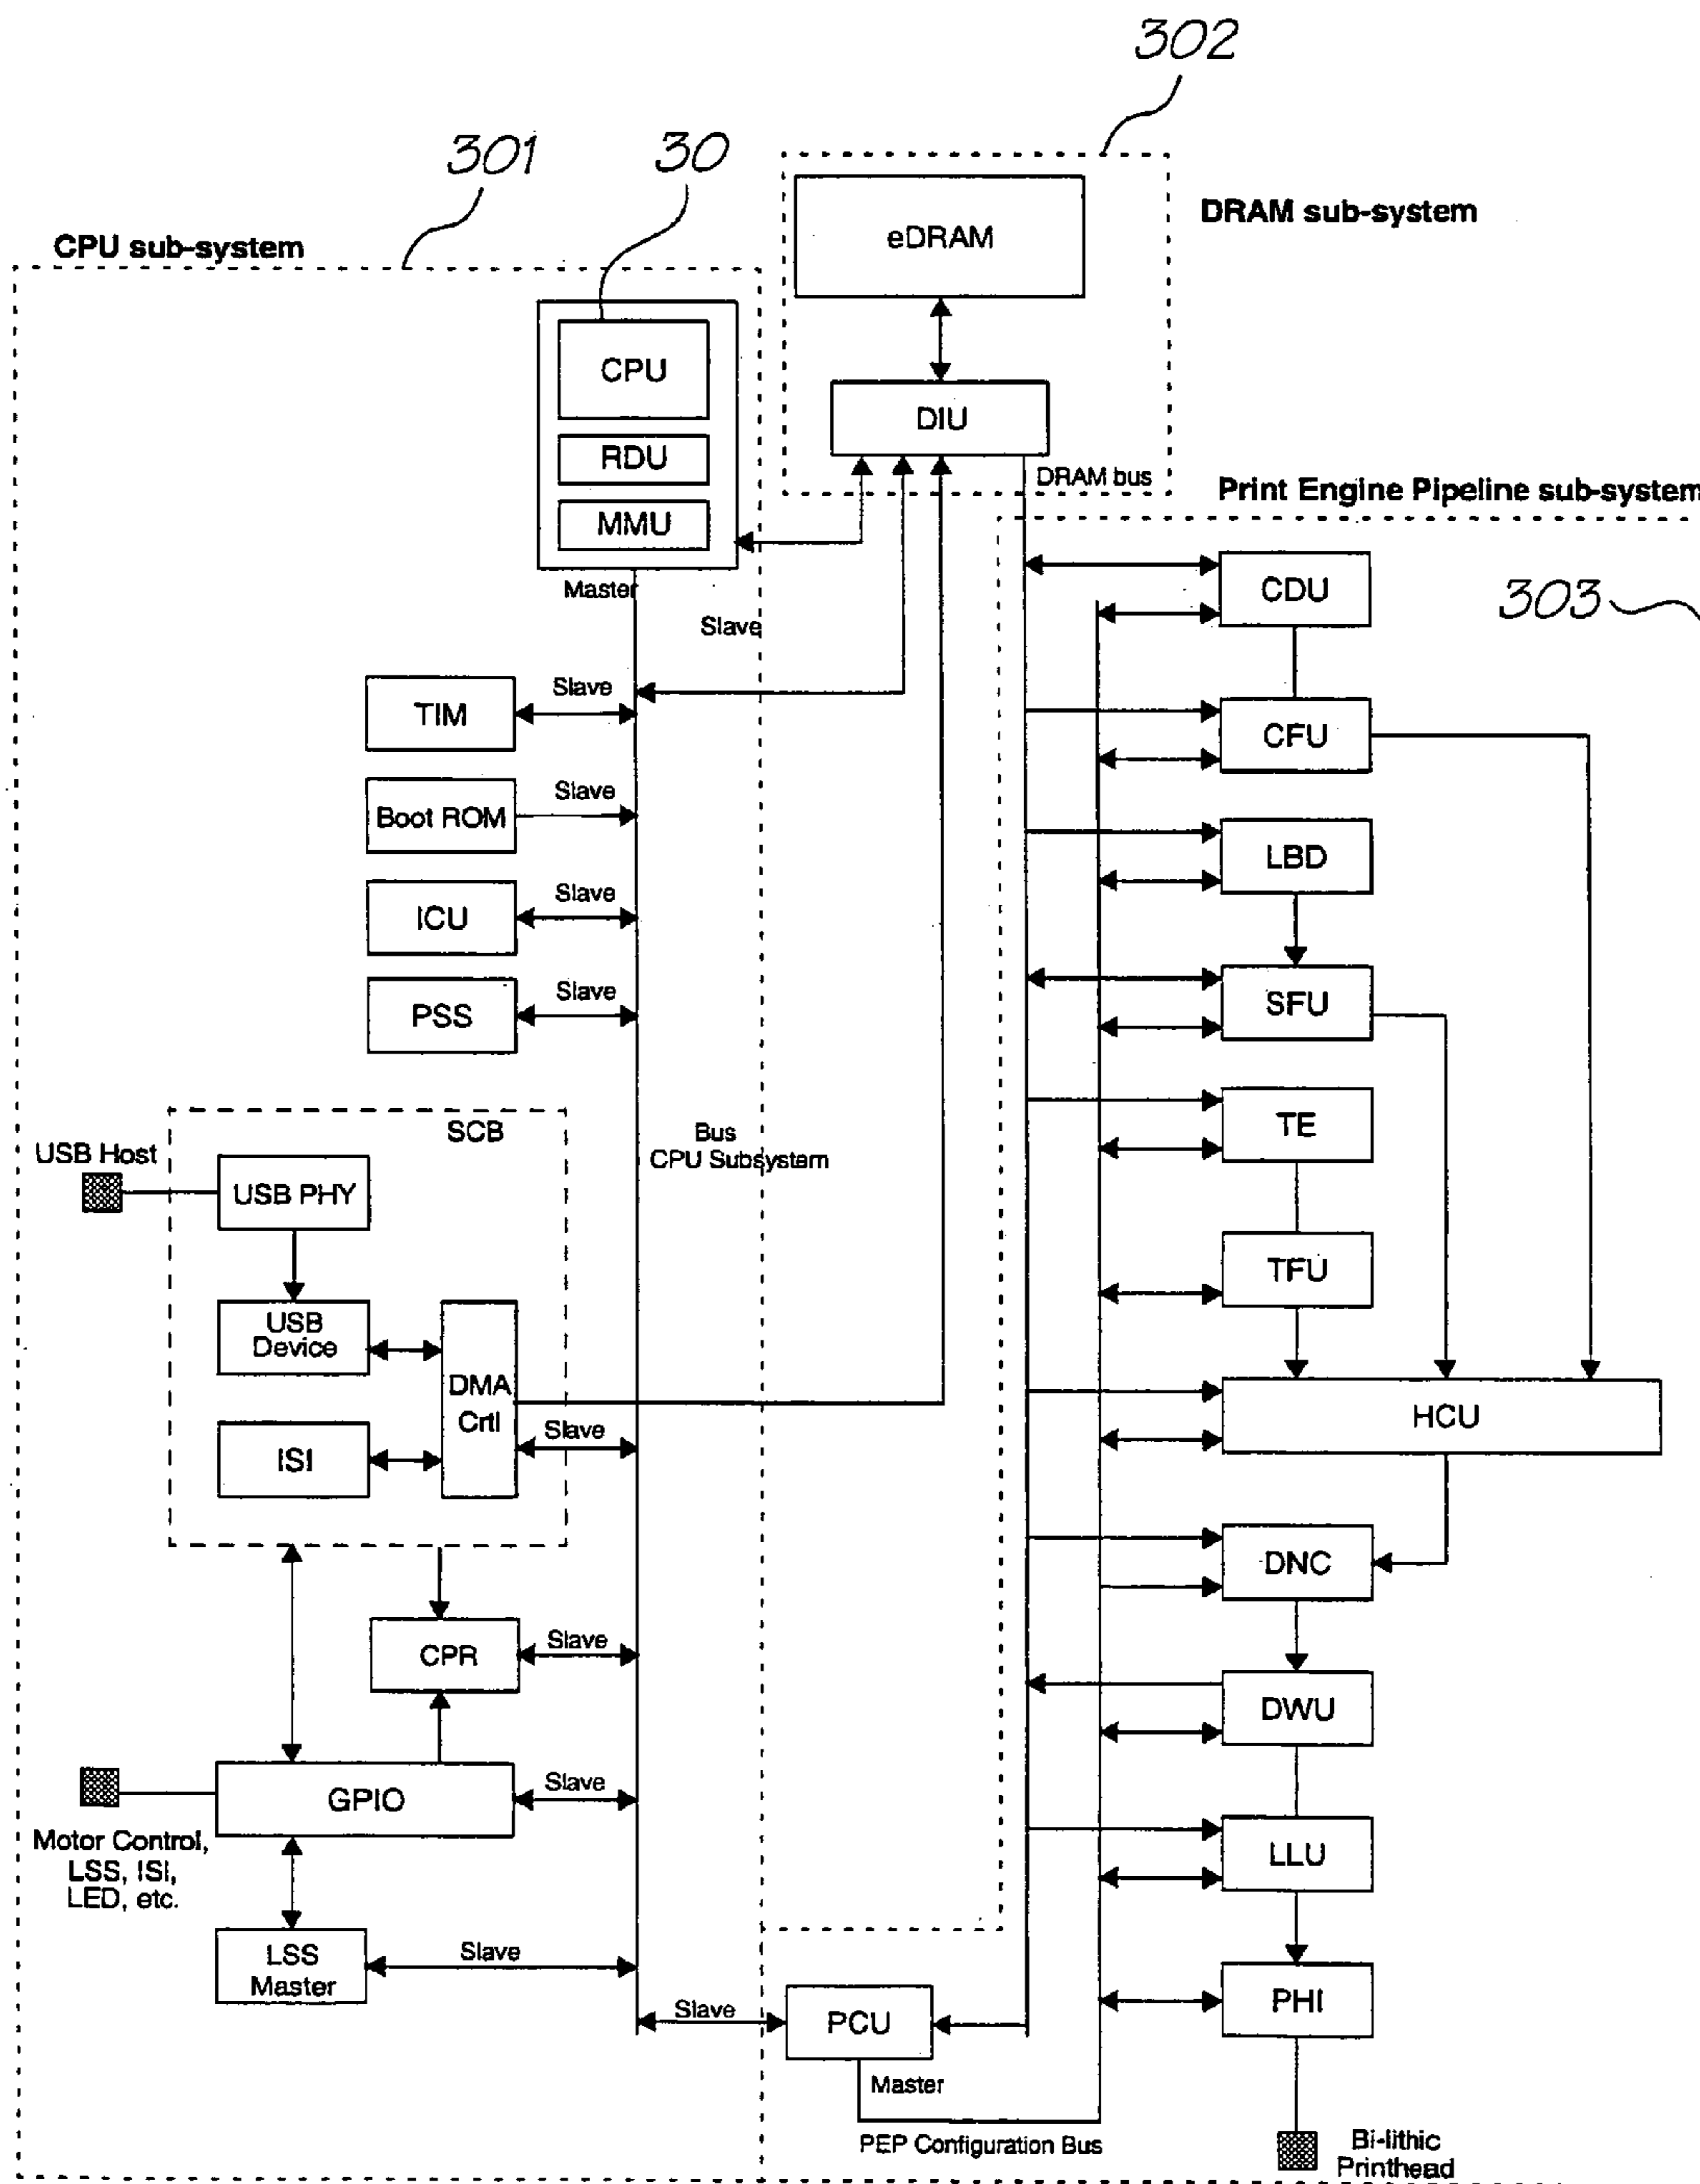 302
301
30
DRAM sub-system
CPU sub-system
eDRAM
CPU
DIU
RDU
DRAM bus
Print Engine Pipeline sub-system
MMU
Master
Slave
CDU
303
TIM
Slave
CFU
Boot ROM
Slave
LBD
ICU
Slave
PSS
Slave
SFU
SCB
TE
USB Host
Bus
CPU Subsystem
USB PHY
TFU
USB
Device
DMA
Crtl
HCU
Slave
ISI
DNC
CPR
Slave
DWU
GPIO
Slave
Motor Control,
LSS, ISI,
LED, etc.
LLU
LSS
Master
Slave
PHI
Slave
PCU
Master
PEP Configuration Bus
Bi-lithic
Printhead